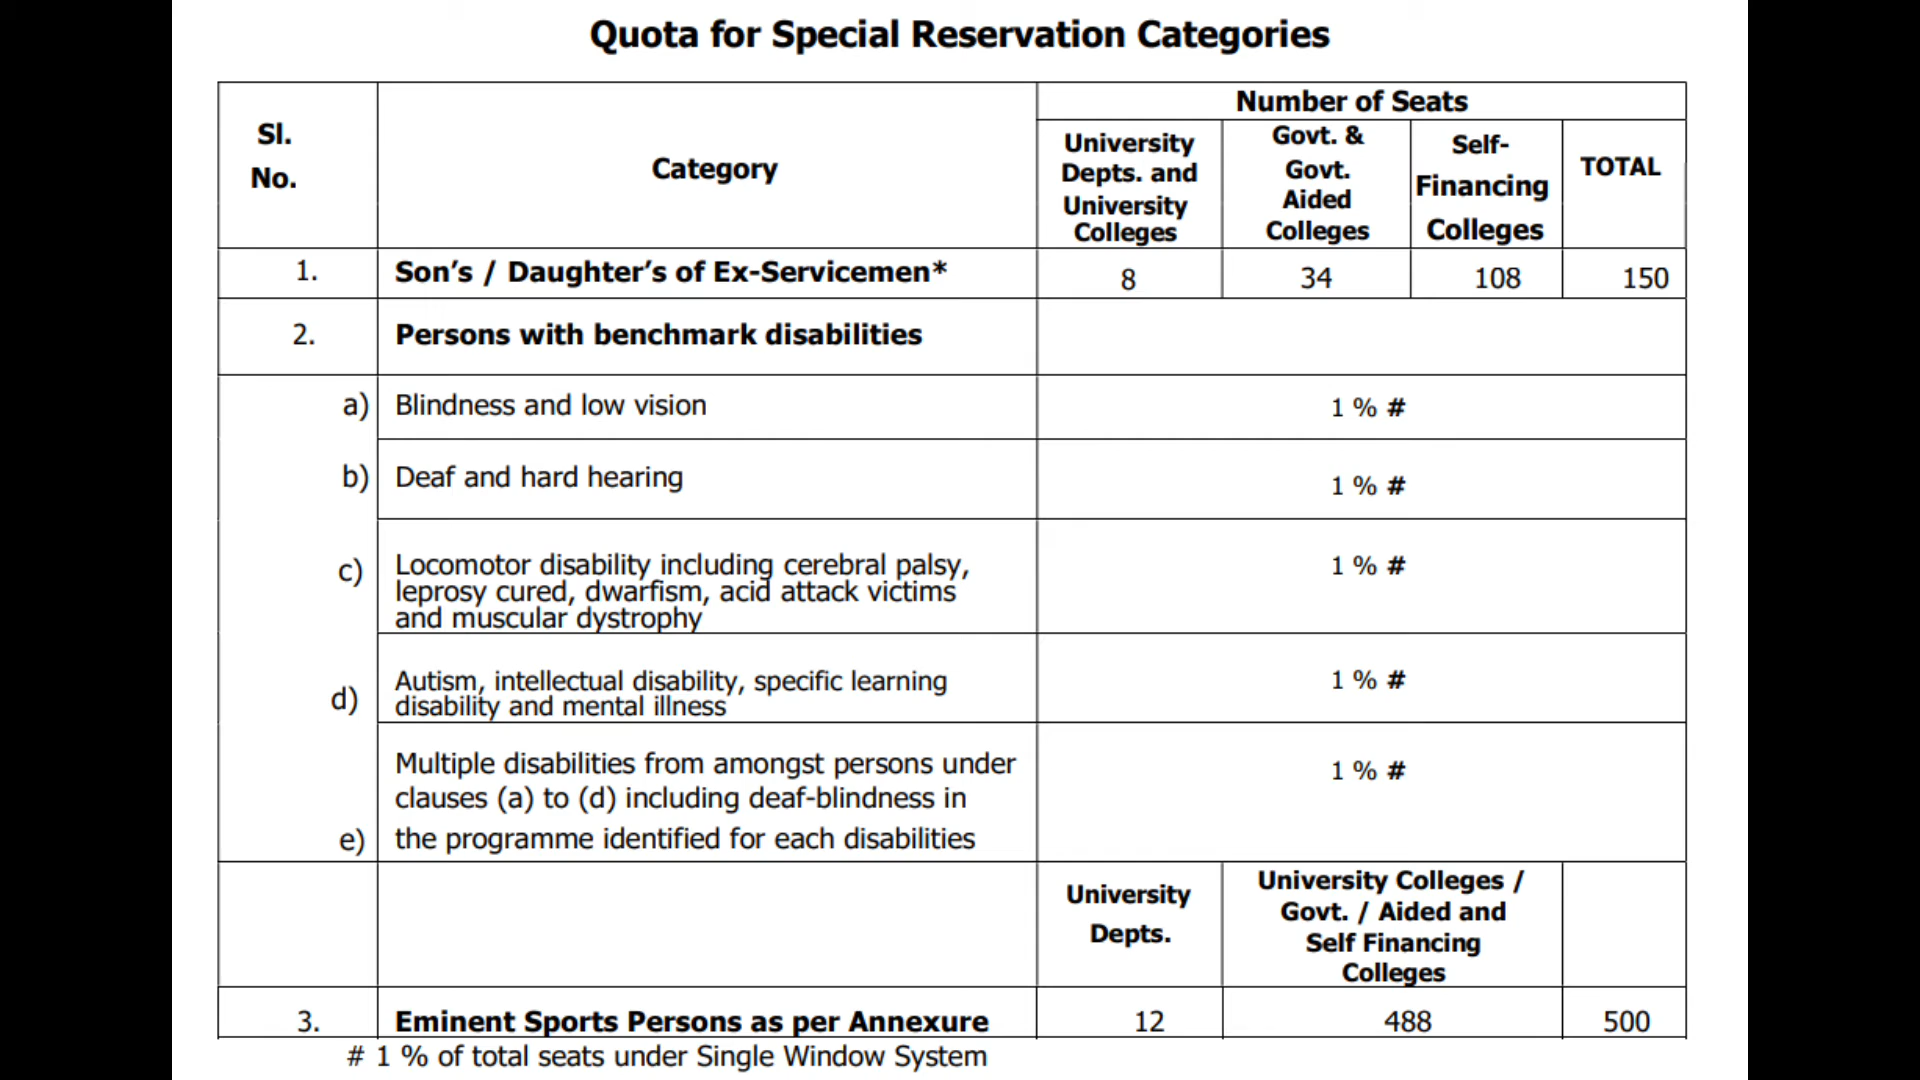 Quota for Special Reservation Categories
Sl.
No.
Category
Number of Seats
University
Depts. and
University
Colleges
Govt. &
Govt.
Aided
Colleges
Self-
Financing
Colleges
TOTAL
1.
Son’s / Daughter’s of Ex-Servicemen*
8
34
108
150
2.
Persons with benchmark disabilities
a)
Blindness and low vision
1 % #
b)
Deaf and hard hearing
1 % #
c)
Locomotor disability including cerebral palsy,
leprosy cured, dwarfism, acid attack victims
and muscular dystrophy
1 % #
d)
Autism, intellectual disability, specific learning
disability and mental illness
1 % #
e)
Multiple disabilities from amongst persons under
clauses (a) to (d) including deaf-blindness in
the programme identified for each disabilities
1 % #
University
Depts.
University Colleges /
Govt. / Aided and
Self Financing
Colleges
3.
Eminent Sports Persons as per Annexure
12
488
500
# 1 % of total seats under Single Window System